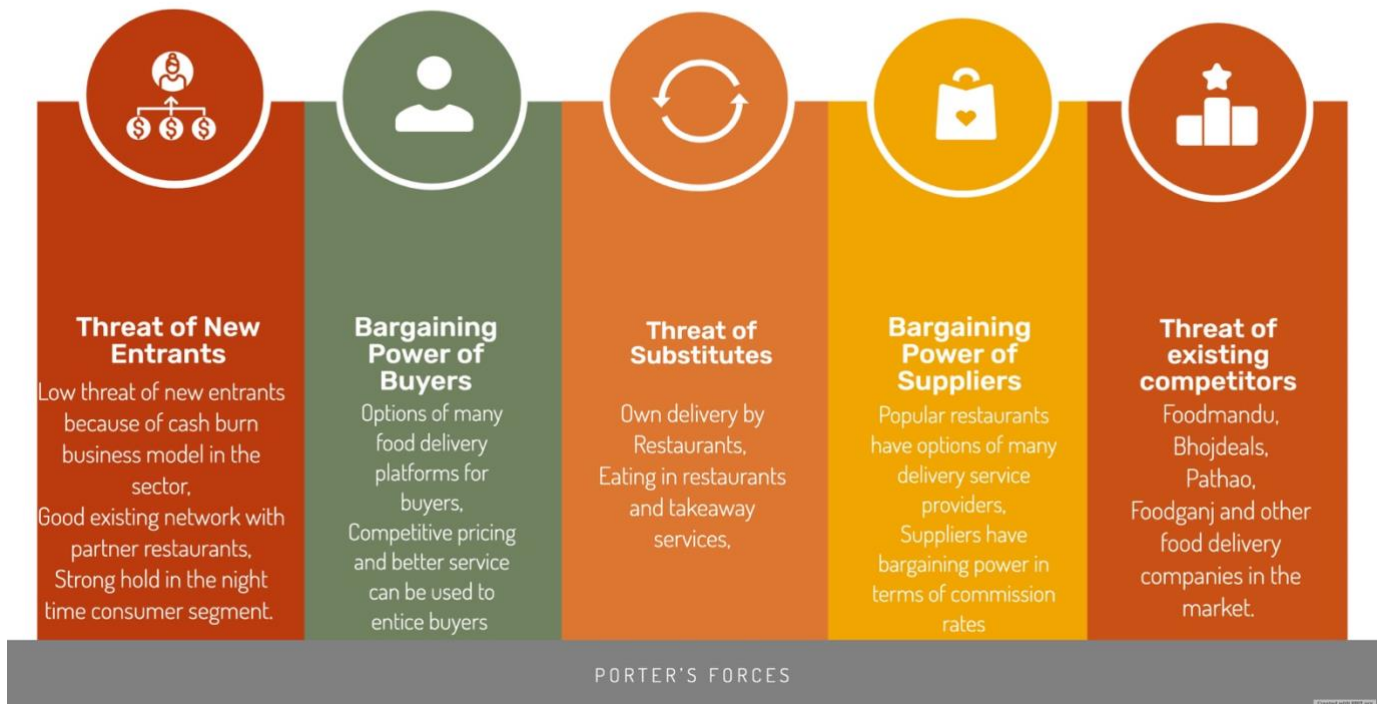 Threat of New
Entrants
Low threat of new entrants
because of cash burn
business model in the
sector,
Good existing network with
partner restaurants,
Strong hold in the night
time consumer segment.
Bargaining
Power of
Buyers
Options of many
food delivery
platforms for
buyers,
Competitive pricing
and better service
can be used to
entice buyers
Threat of
Substitutes
Own delivery by
Restaurants,
Eating in restaurants
and takeaway
services,
Bargaining
Power of
Suppliers
Popular restaurants
have options of many
delivery service
providers,
Suppliers have
bargaining power in
terms of commission
rates
Threat of
existing
competitors
Foodmandu,
Bhojdeals,
Pathao,
Foodganj and other
food delivery
companies in the
market.
PORTER'S FORCES